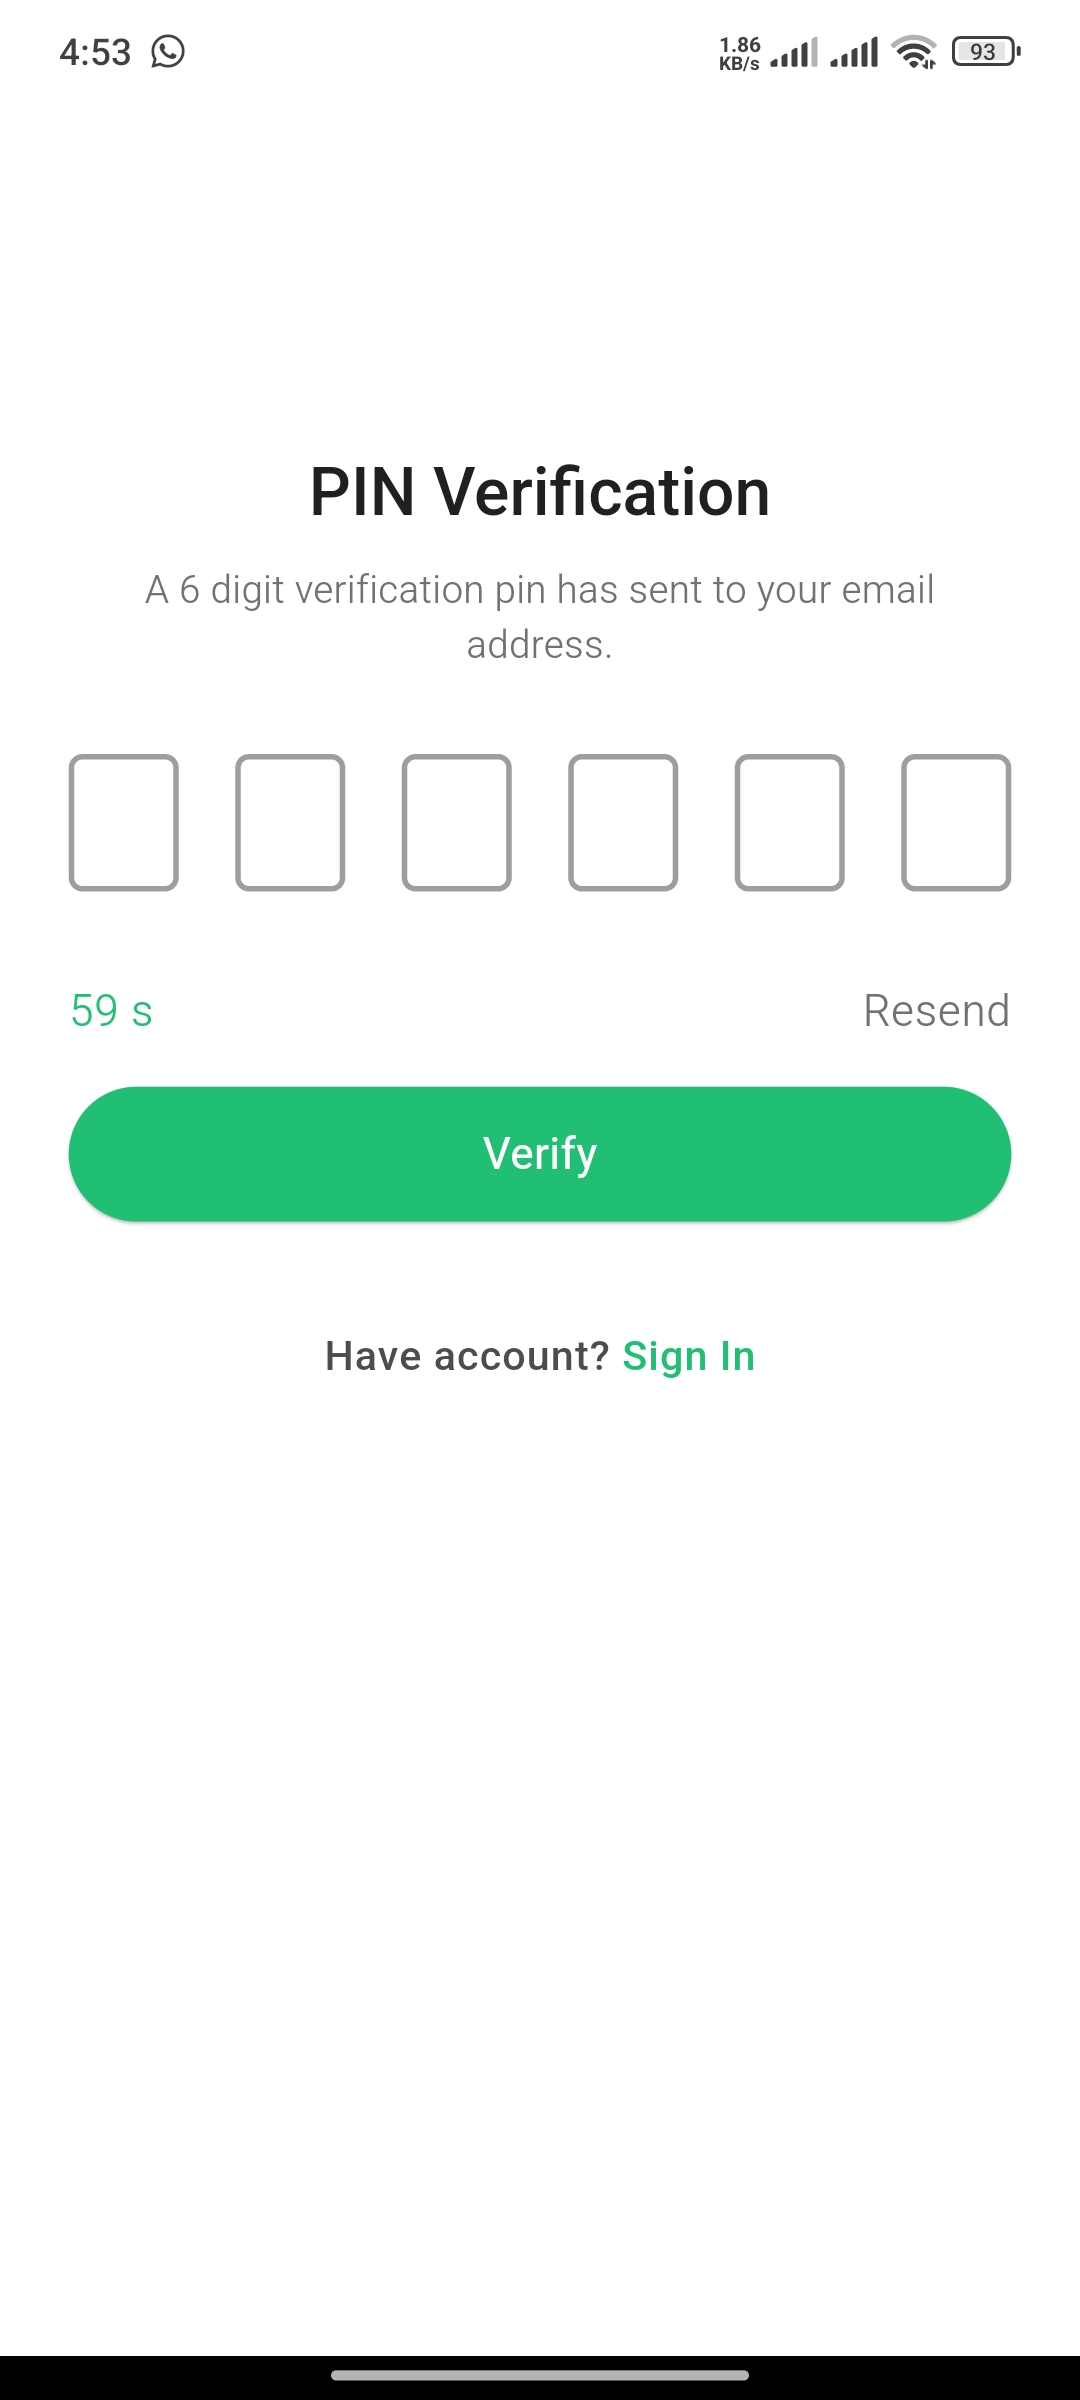 4:53
1.86
KB/s
93
PIN Verification
A 6 digit verification pin has sent to your email
address.
59 s
Resend
Verify
Have account? Sign In